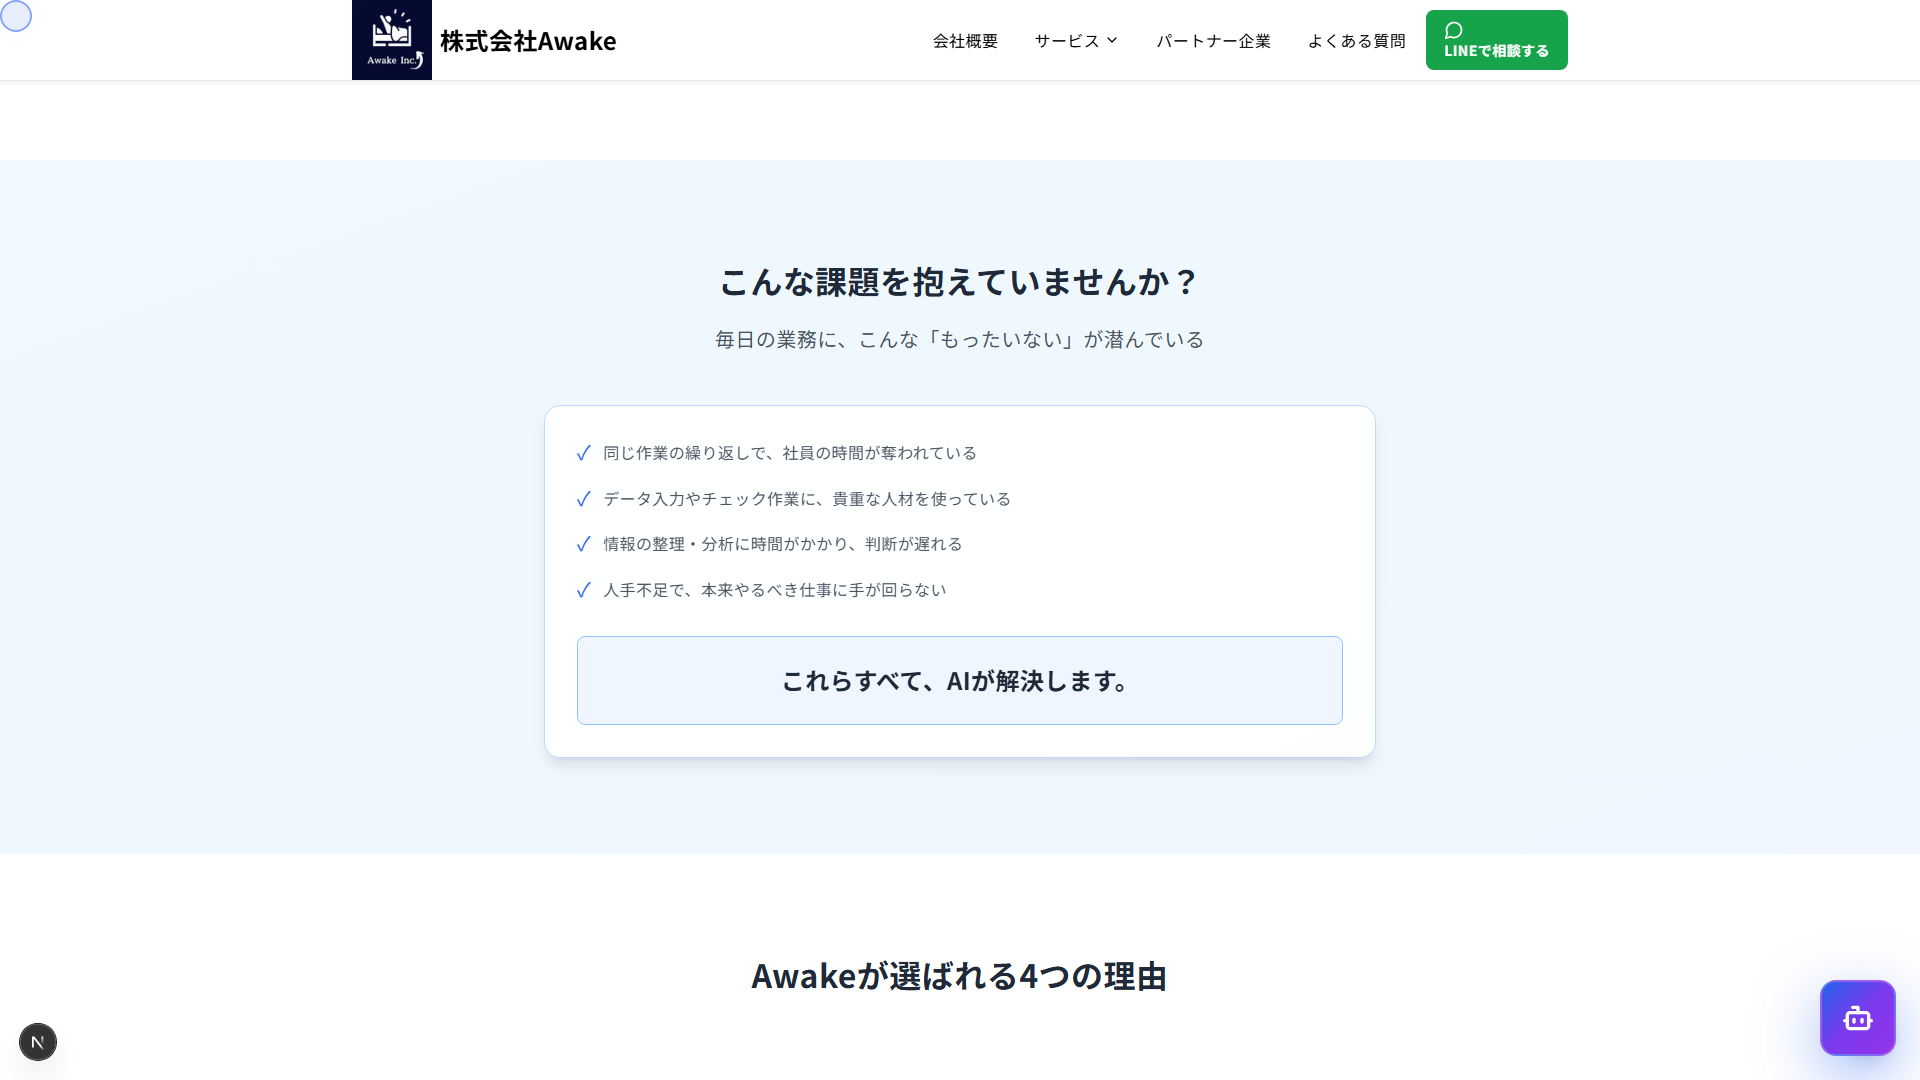 Awake Inc.
株式会社Awake
会社概要
サービス
パートナー企業
よくある質問
LINEで相談する
こんな課題を抱えていませんか？
毎日の業務に、こんな「もったいない」が潜んでいる
✓ 同じ作業の繰り返しで、社員の時間が奪われている
✓ データ入力やチェック作業に、貴重な人材を使っている
✓ 情報の整理・分析に時間がかかり、判断が遅れる
✓ 人手不足で、本来やるべき仕事に手が回らない
これらすべて、AIが解決します。
Awakeが選ばれる4つの理由
N